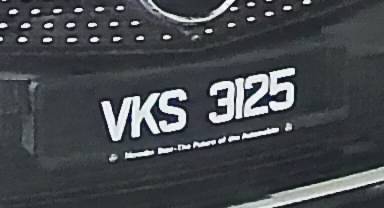 VKS 3125
Mercedes Benz-The Future of the Automobile